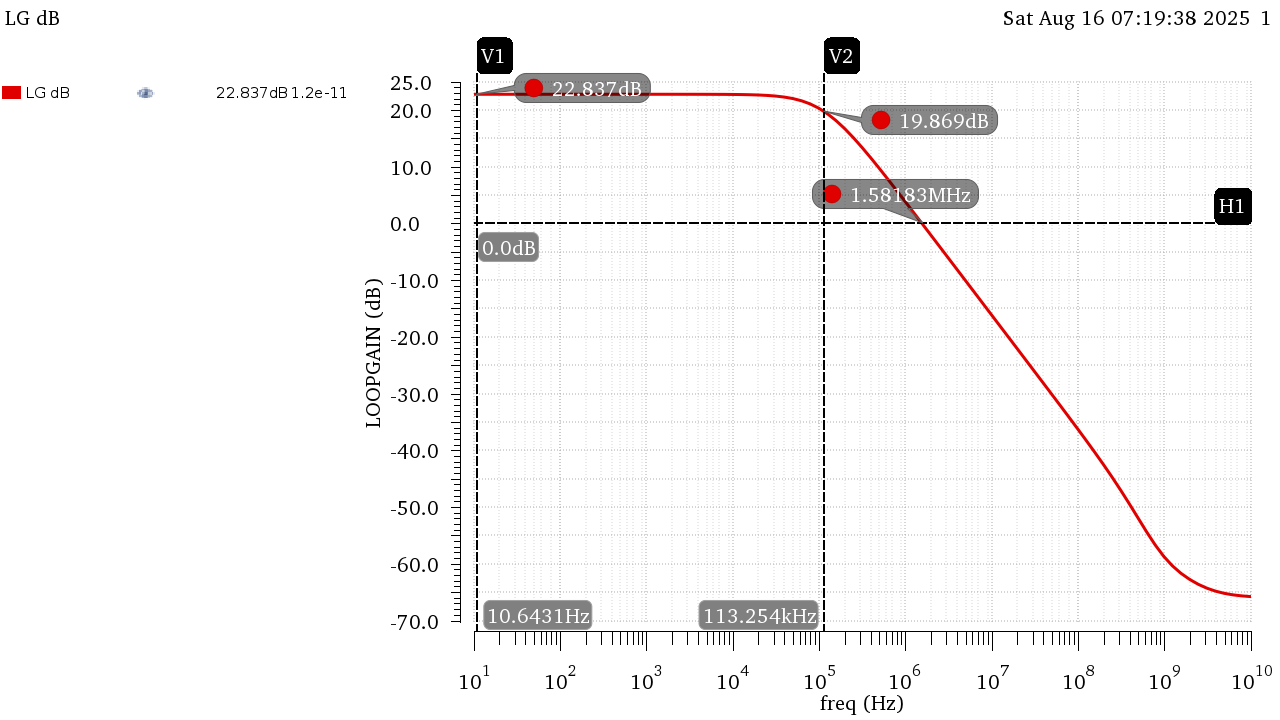 LG dB
Sat Aug 16 07:19:38 2025 1
V1
V2
LG dB
22.837dB 1.2e-11
25.0
22.837dB
20.0
19.869dB
10.0
1.58183MHz
H1
0.0
0.0dB
-10.0
-20.0
-30.0
-40.0
-50.0
-60.0
-70.0
LOOPGAIN (dB)
10.6431Hz
113.254kHz
10^1
10^2
10^3
10^4
10^5
10^6
10^7
10^8
10^9
10^10
freq (Hz)